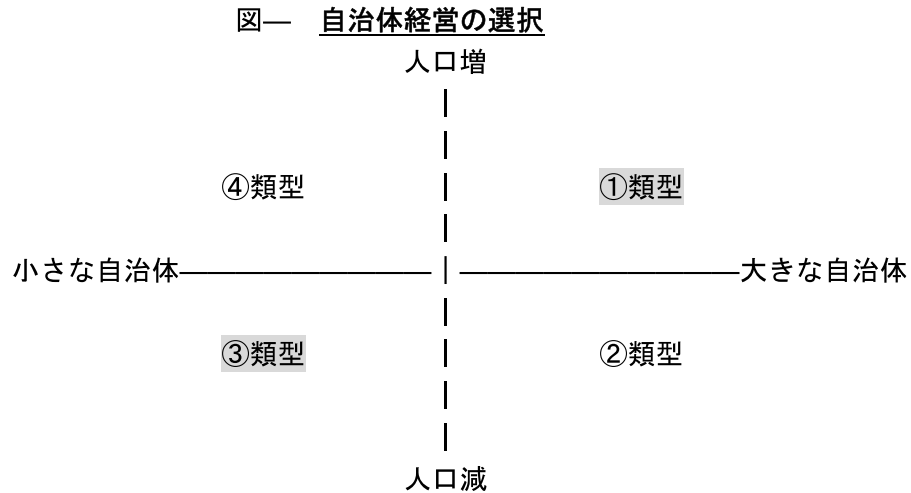 図― 自治体経営の選択
人口増
④類型 ①類型
小さな自治体――――――――― | ――――――――――大きな自治体
③類型 ②類型
人口減